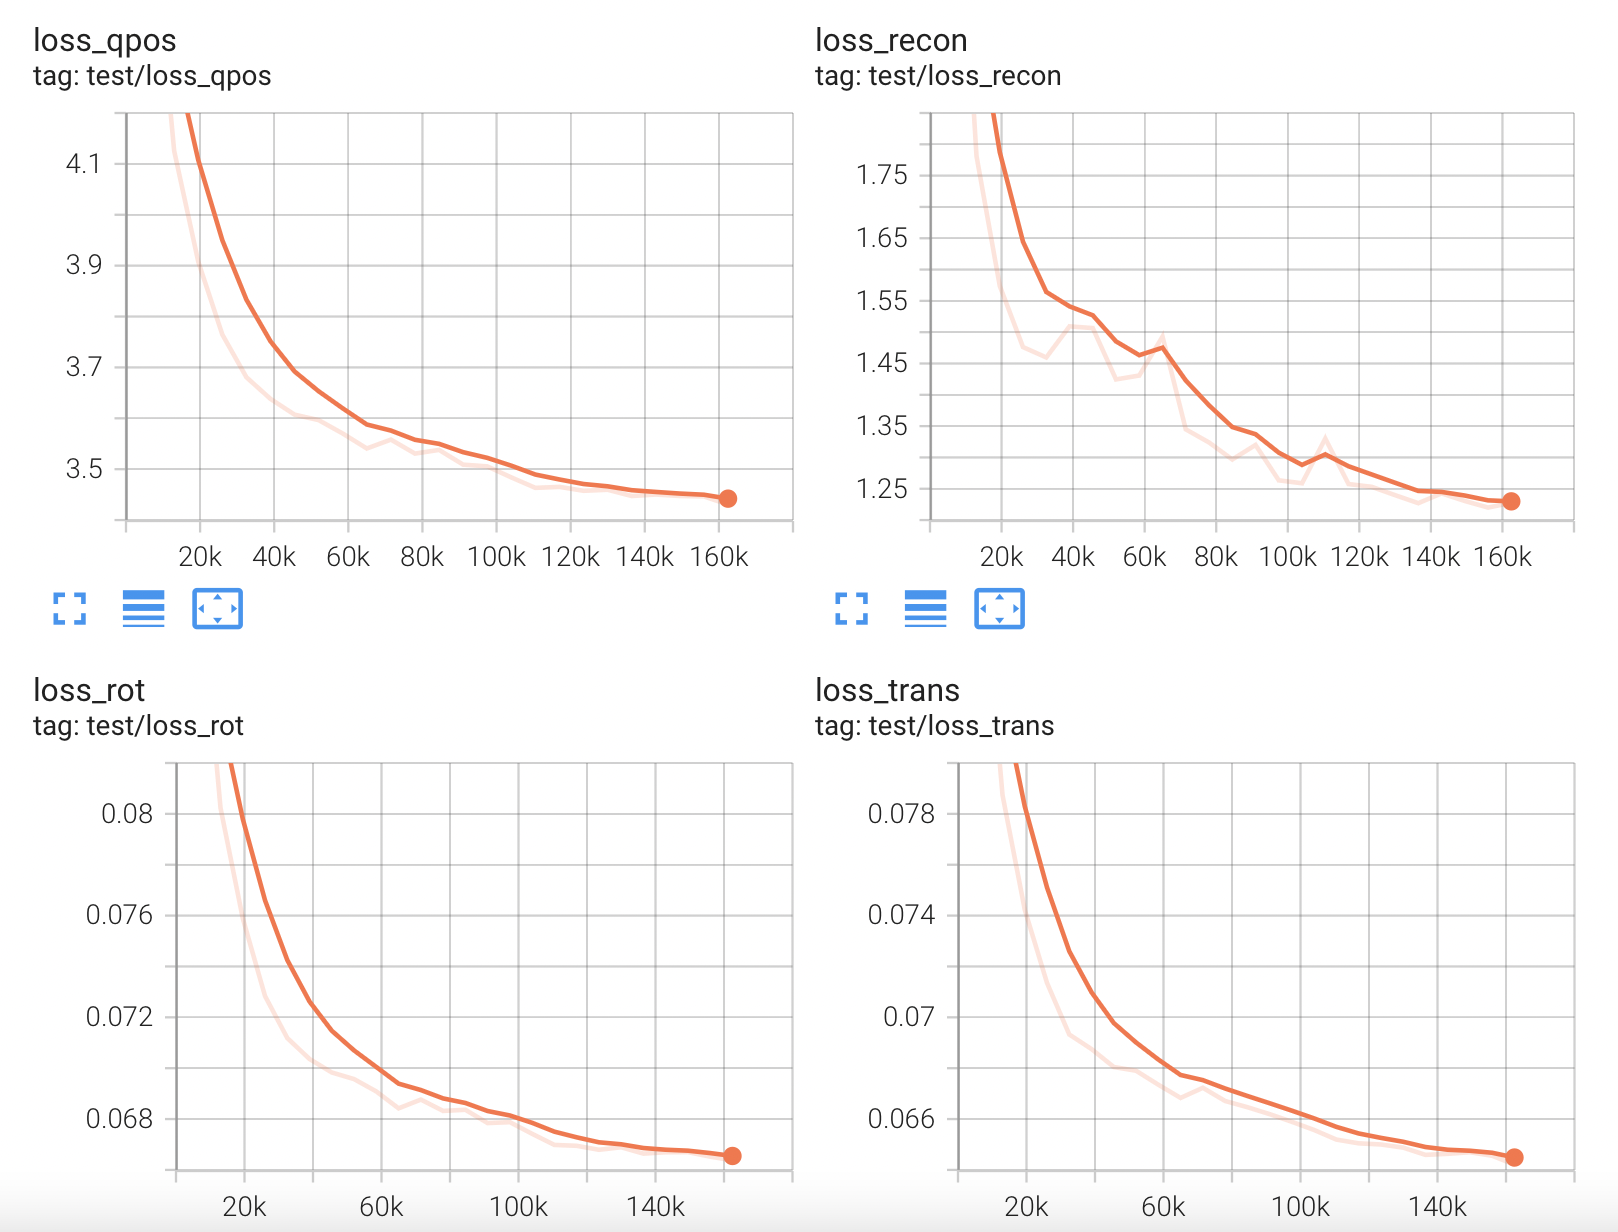 loss_qpos
tag: test/loss_qpos
4.1
3.9
3.7
3.5
20k 40k 60k 80k 100k 120k 140k 160k
loss_recon
tag: test/loss_recon
1.75
1.65
1.55
1.45
1.35
1.25
20k 40k 60k 80k 100k 120k 140k 160k
loss_rot
tag: test/loss_rot
0.08
0.076
0.072
0.068
20k 60k 100k 140k
loss_trans
tag: test/loss_trans
0.078
0.074
0.07
0.066
20k 60k 100k 140k